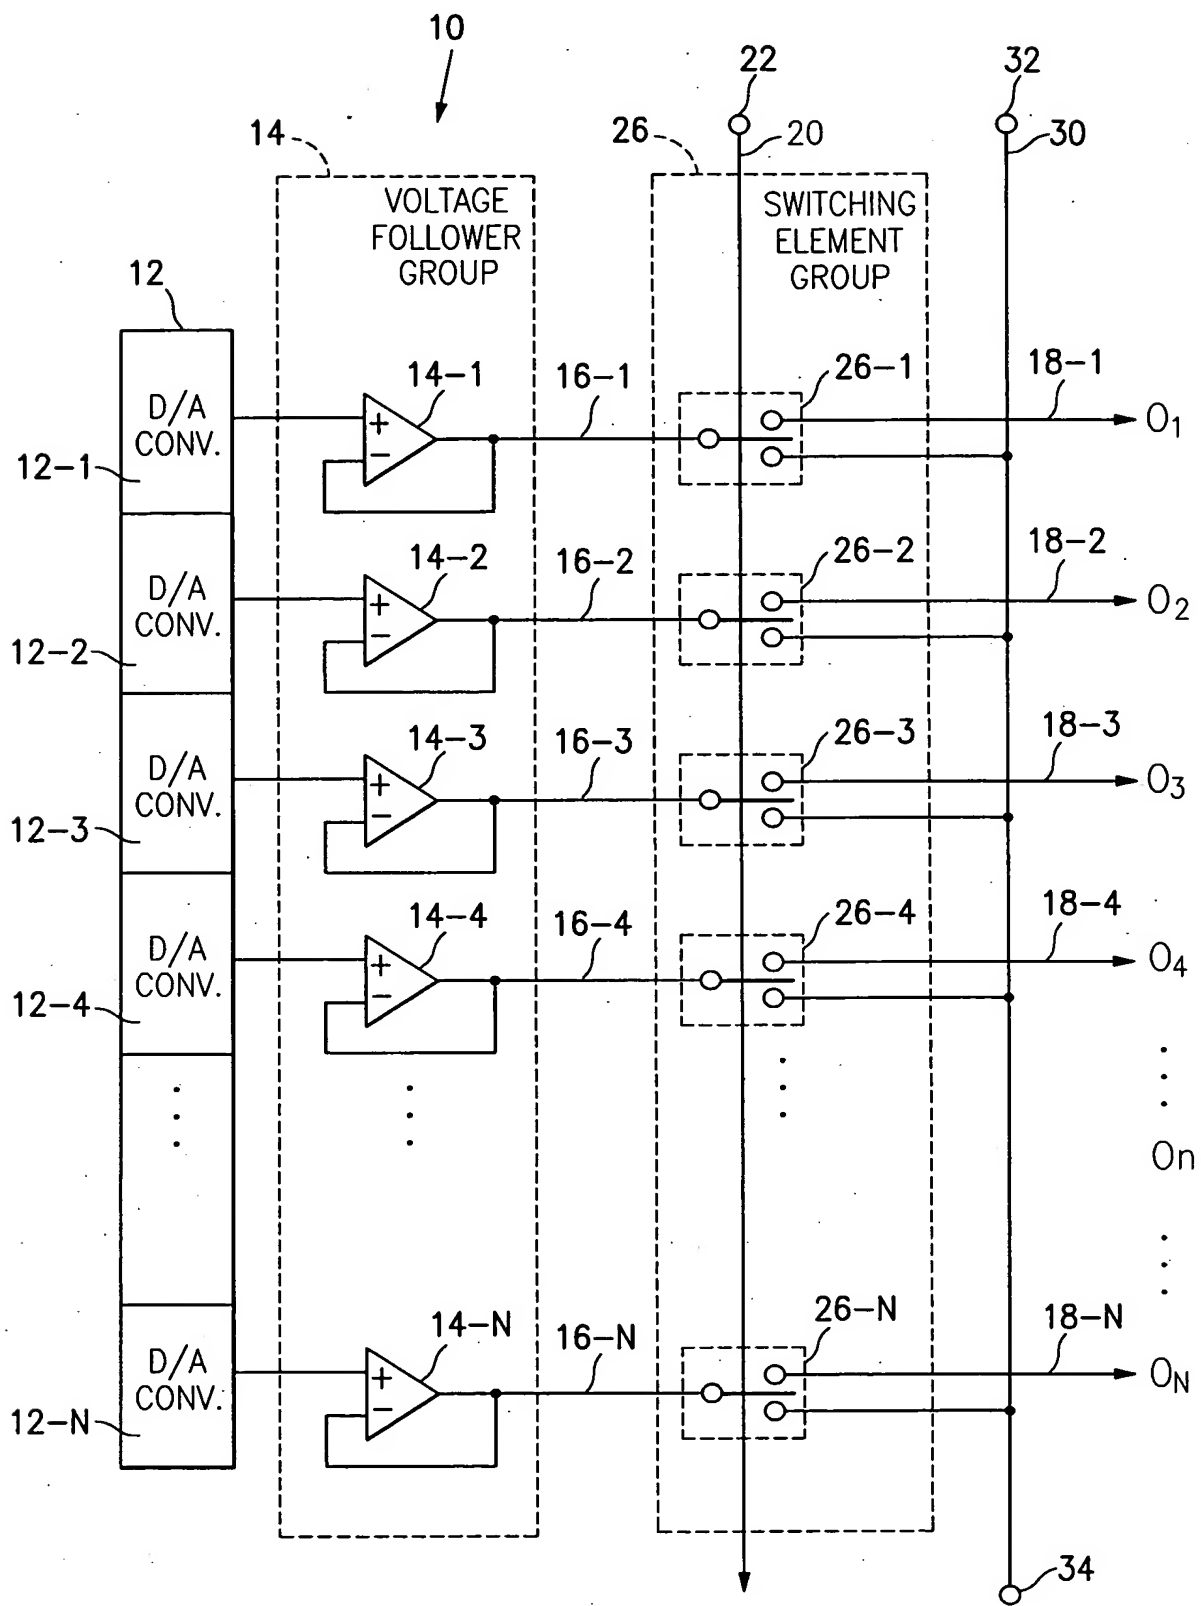 10
22
32
14
26
20
30
VOLTAGE
FOLLOWER
GROUP
SWITCHING
ELEMENT
GROUP
12
D/A
CONV.
12-1
14-1
+
−
16-1
26-1
18-1
O1
D/A
CONV.
12-2
14-2
+
−
16-2
26-2
18-2
O2
D/A
CONV.
12-3
14-3
+
−
16-3
26-3
18-3
O3
D/A
CONV.
12-4
14-4
+
−
16-4
26-4
18-4
O4
On
D/A
CONV.
12-N
14-N
+
−
16-N
26-N
18-N
ON
34